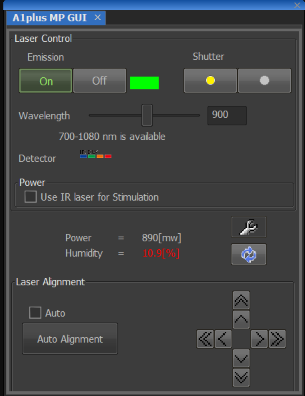 A1plus MP GUI ×
Laser Control
Emission Shutter
On Off
Wavelength 900
700-1080 nm is available
Detector
Power
Use IR laser for Stimulation
Power = 890[mw]
Humidity = 10.9[%]
Laser Alignment
Auto
Auto Alignment